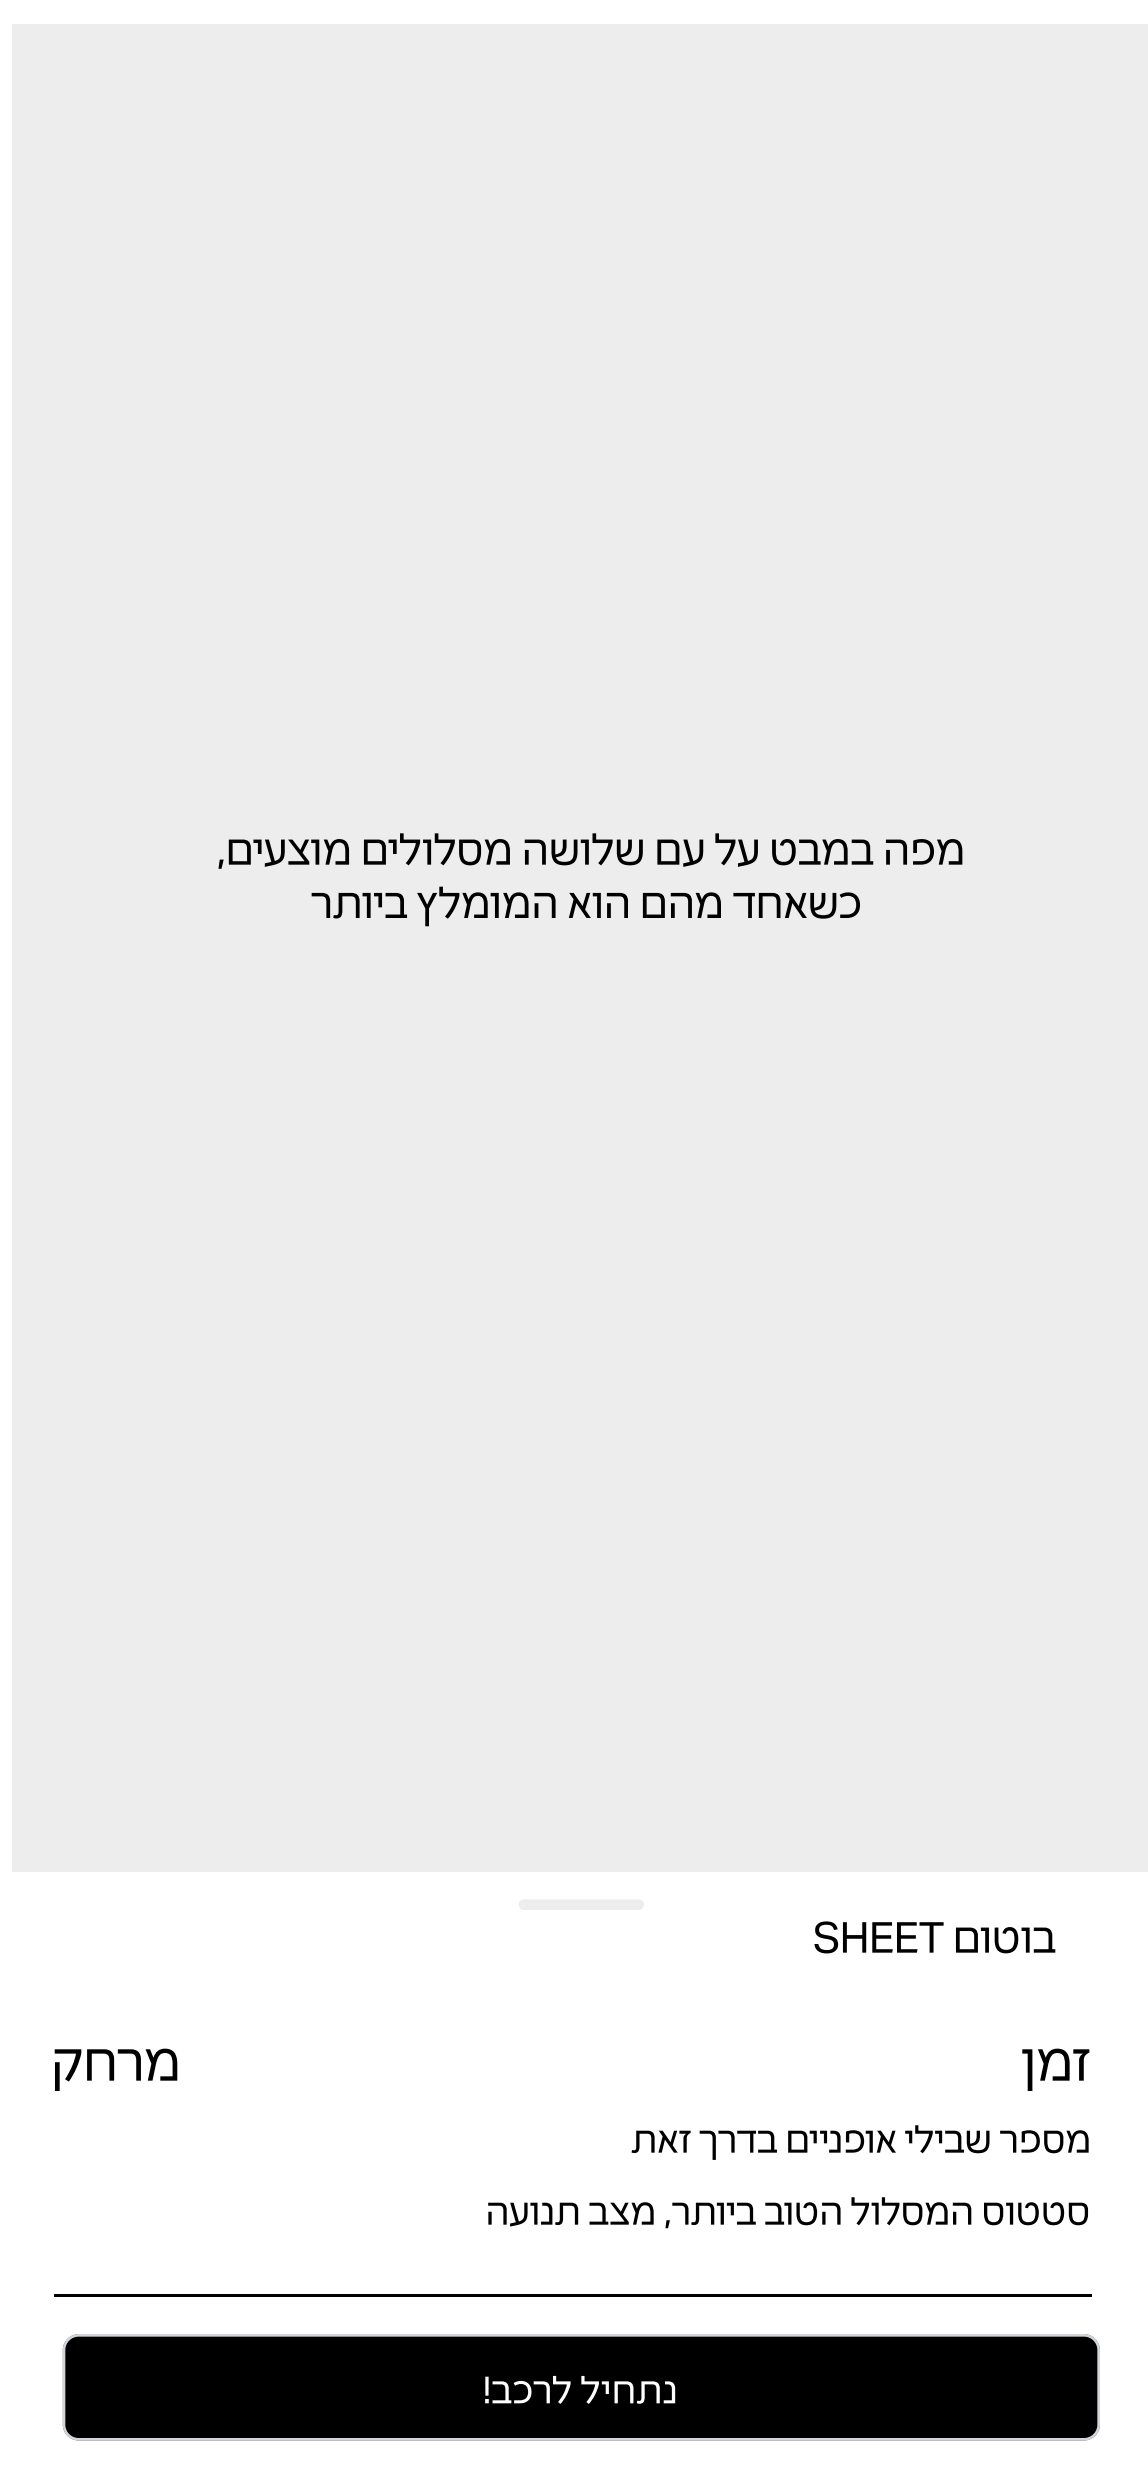 מפה במבט על עם שלושה מסלולים מוצעים,
כשאחד מהם הוא המומלץ ביותר
בוטום SHEET
זמן
מרחק
מספר שבילי אופניים בדרך זאת
סטטוס המסלול הטוב ביותר, מצב תנועה
נתחיל לרכב!